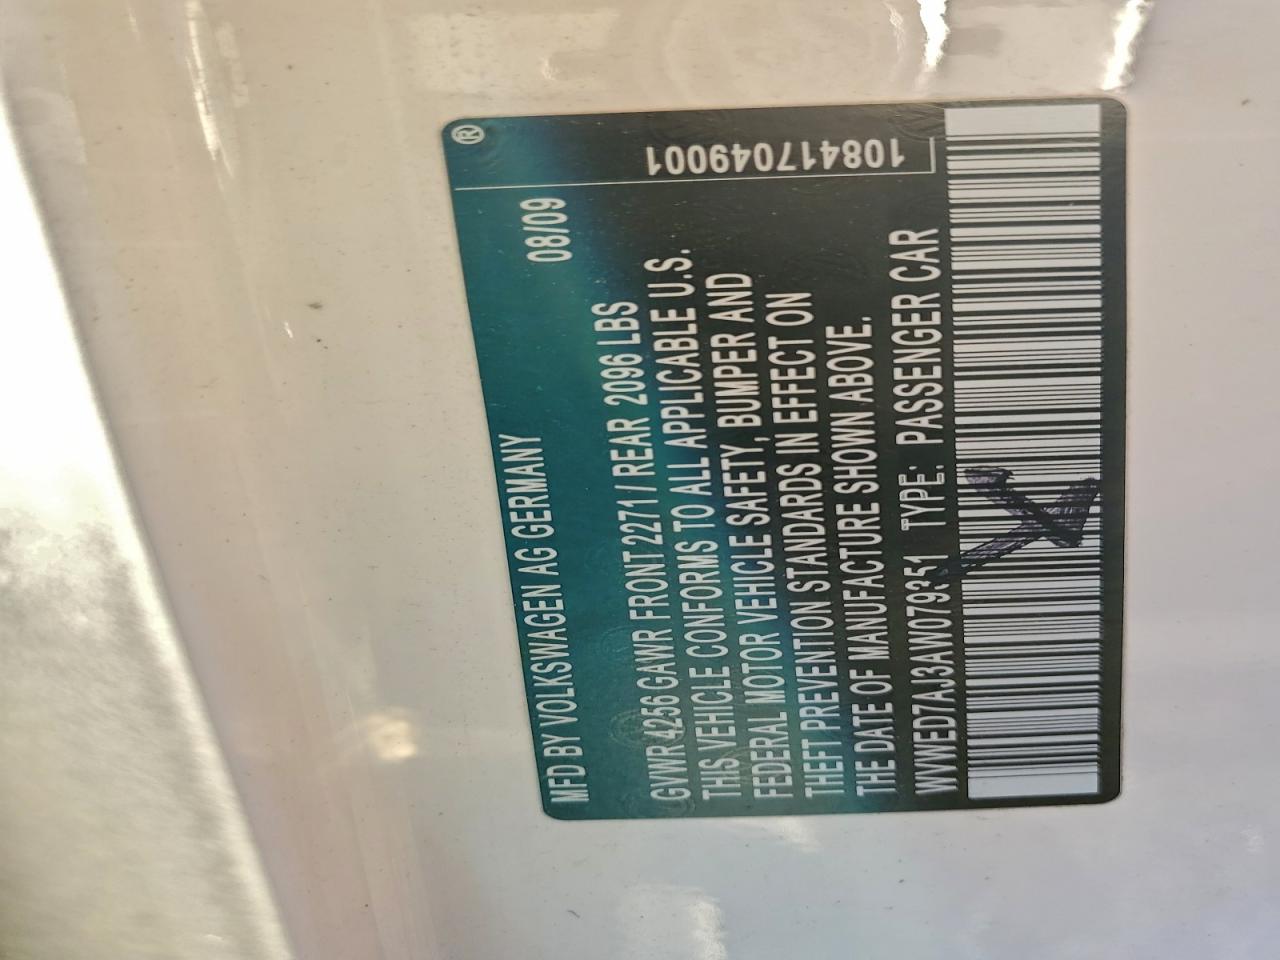 ®
MFD BY VOLKSWAGEN AG GERMANY 08/09
GVWR 4256 GAWR FRONT 2271 / REAR 2096 LBS
THIS VEHICLE CONFORMS TO ALL APPLICABLE U.S.
FEDERAL MOTOR VEHICLE SAFETY, BUMPER AND
THEFT PREVENTION STANDARDS IN EFFECT ON
THE DATE OF MANUFACTURE SHOWN ABOVE.
WVWED7AJ3AW079351 TYPE: PASSENGER CAR
108417049001